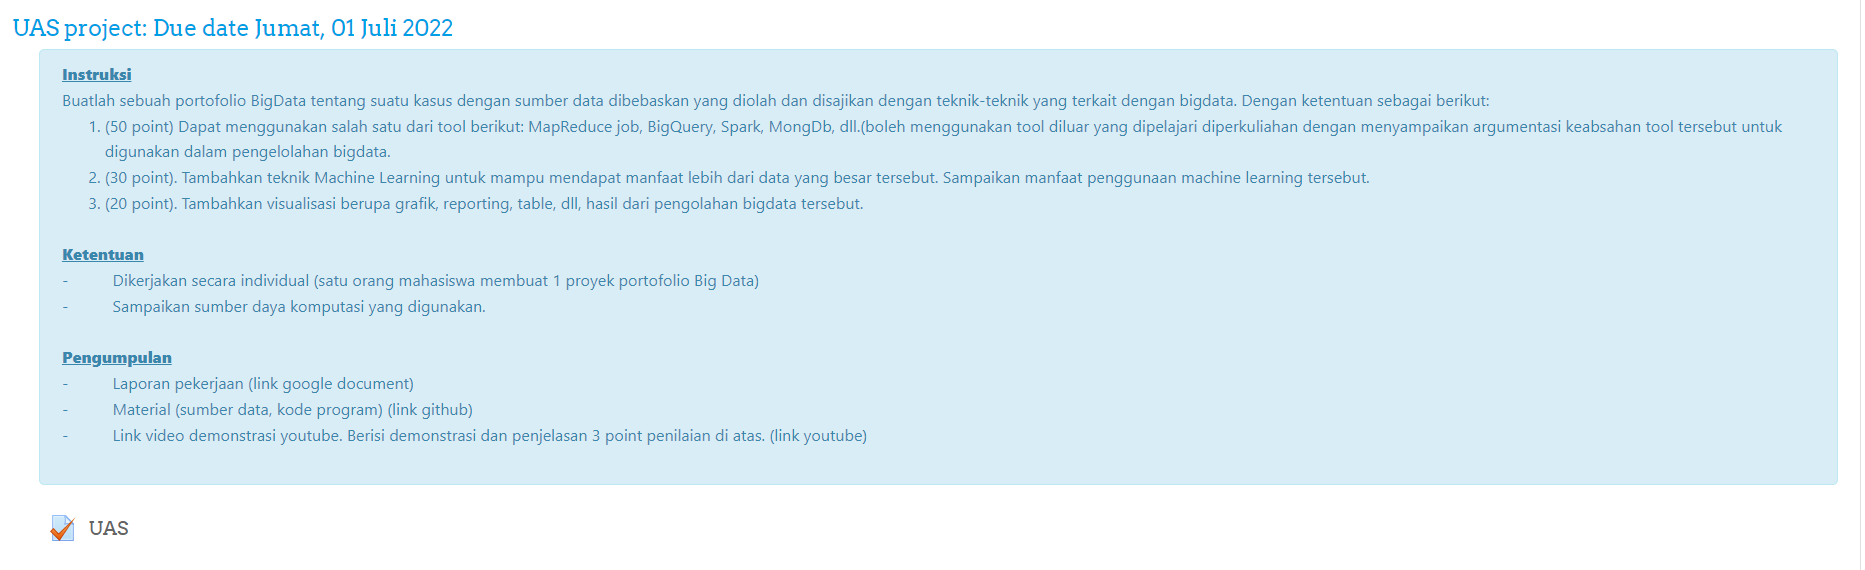 UAS project: Due date Jumat, 01 Juli 2022
Instruksi
Buatlah sebuah portofolio BigData tentang suatu kasus dengan sumber data dibebaskan yang diolah dan disajikan dengan teknik-teknik yang terkait dengan bigdata. Dengan ketentuan sebagai berikut:
1. (50 point) Dapat menggunakan salah satu dari tool berikut: MapReduce job, BigQuery, Spark, MongDb, dll.(boleh menggunakan tool diluar yang dipelajari diperkuliahan dengan menyampaikan argumentasi keabsahan tool tersebut untuk
digunakan dalam pengelolahan bigdata.
2. (30 point). Tambahkan teknik Machine Learning untuk mampu mendapat manfaat lebih dari data yang besar tersebut. Sampaikan manfaat penggunaan machine learning tersebut.
3. (20 point). Tambahkan visualisasi berupa grafik, reporting, table, dll, hasil dari pengolahan bigdata tersebut.
Ketentuan
- Dikerjakan secara individual (satu orang mahasiswa membuat 1 proyek portofolio Big Data)
- Sampaikan sumber daya komputasi yang digunakan.
Pengumpulan
- Laporan pekerjaan (link google document)
- Material (sumber data, kode program) (link github)
- Link video demonstrasi youtube. Berisi demonstrasi dan penjelasan 3 point penilaian di atas. (link youtube)
UAS